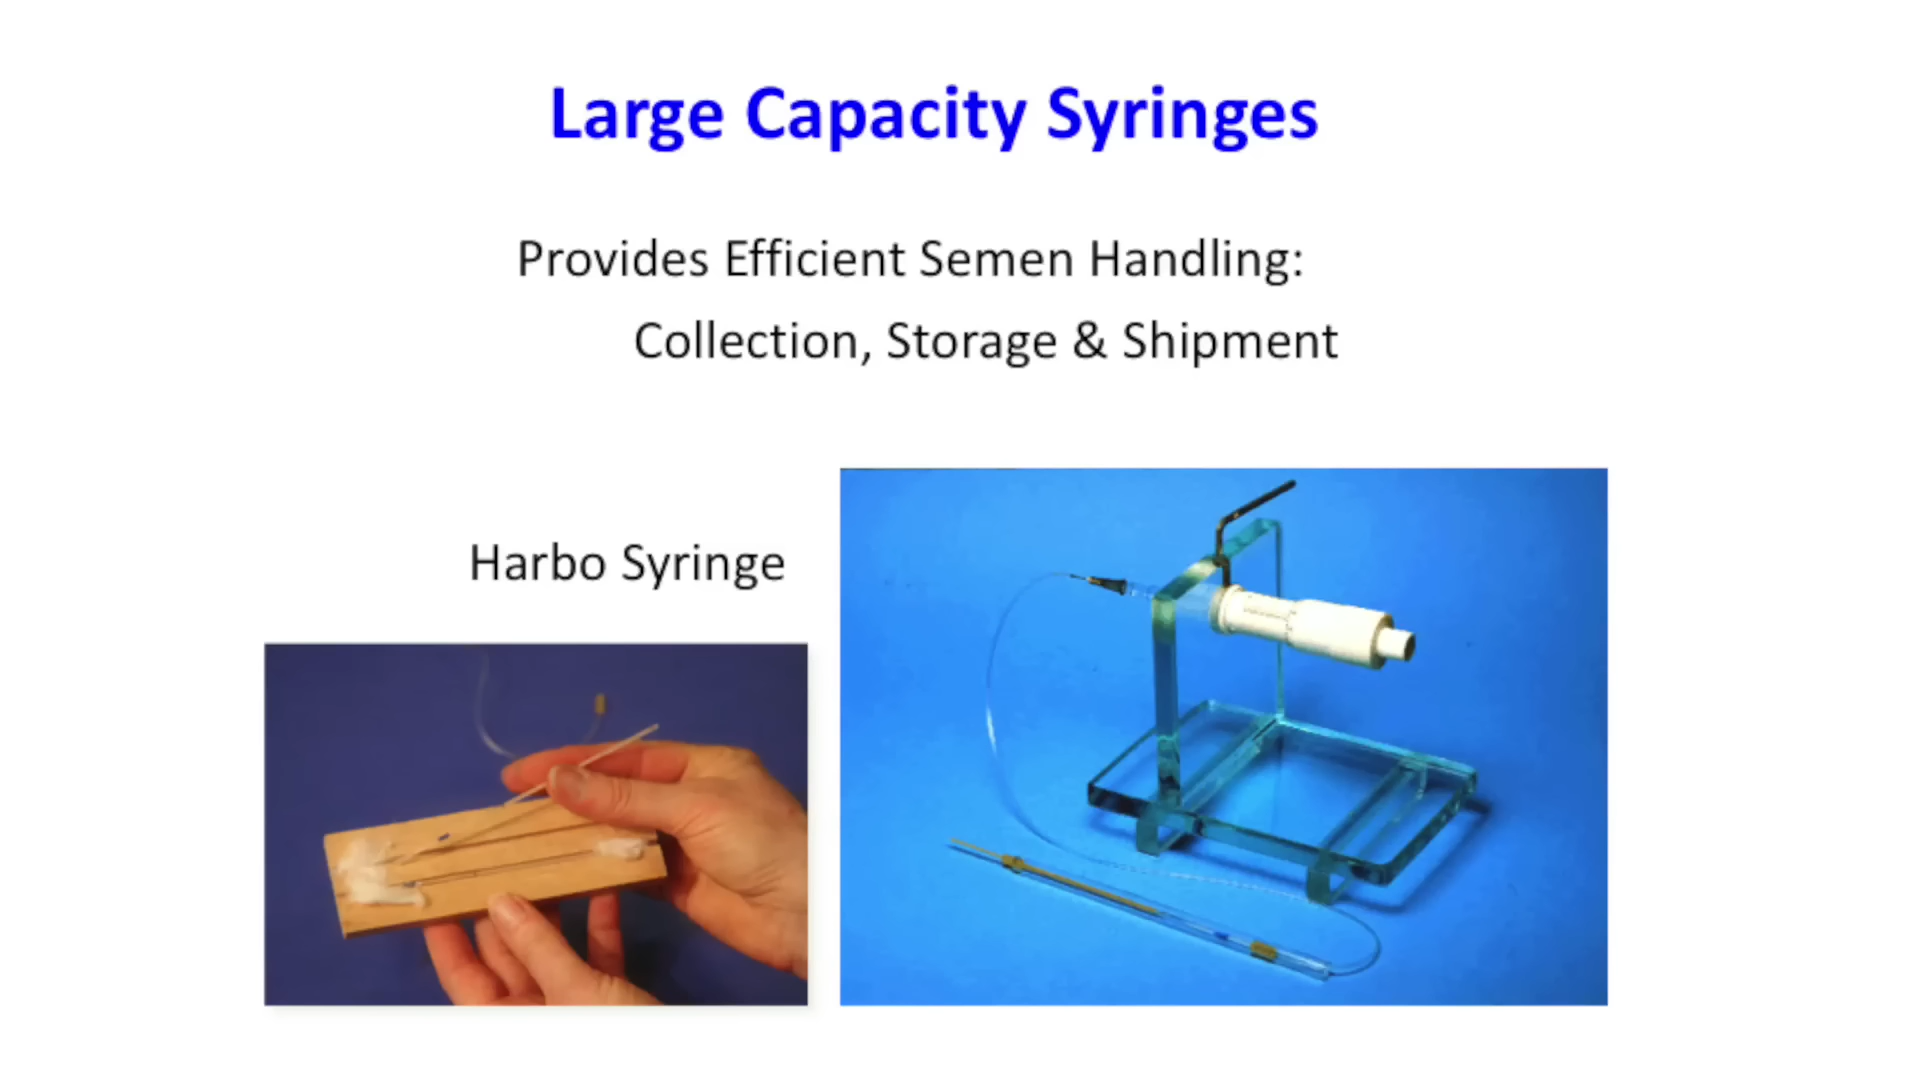 Large Capacity Syringes
Provides Efficient Semen Handling:
Collection, Storage & Shipment
Harbo Syringe